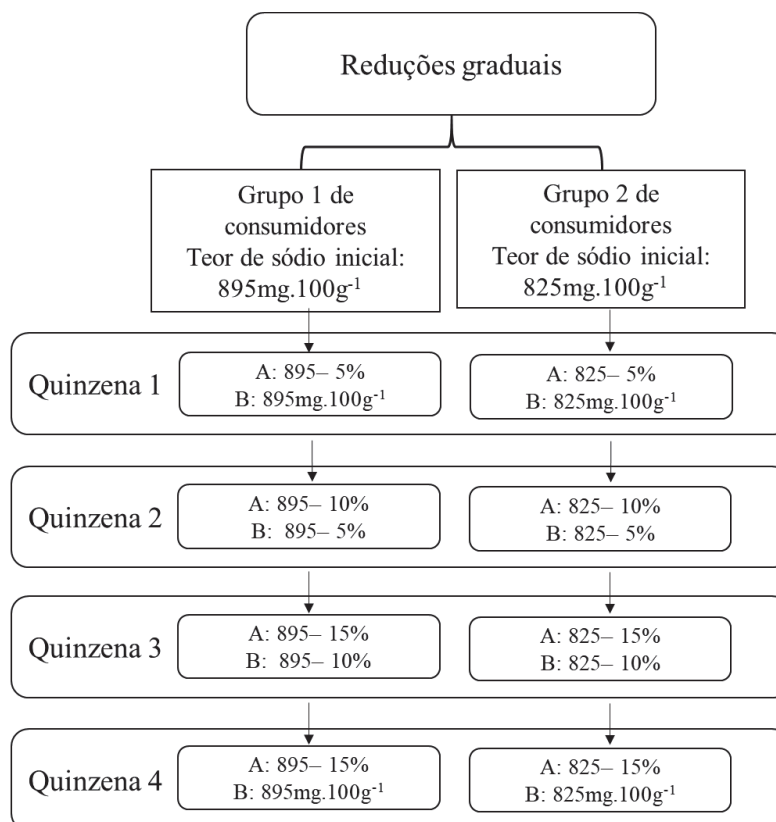 Reduções graduais
Grupo 1 de
consumidores
Teor de sódio inicial:
895mg.100g⁻¹
Grupo 2 de
consumidores
Teor de sódio inicial:
825mg.100g⁻¹
Quinzena 1
A: 895– 5%
B: 895mg.100g⁻¹
A: 825– 5%
B: 825mg.100g⁻¹
Quinzena 2
A: 895– 10%
B: 895– 5%
A: 825– 10%
B: 825– 5%
Quinzena 3
A: 895– 15%
B: 895– 10%
A: 825– 15%
B: 825– 10%
Quinzena 4
A: 895– 15%
B: 895mg.100g⁻¹
A: 825– 15%
B: 825mg.100g⁻¹